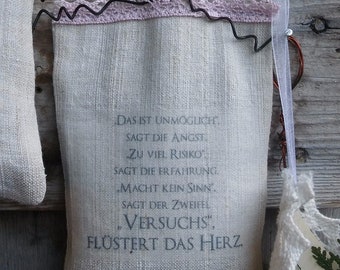 „Das ist unmöglich",
sagt die Angst.
„Zu viel Risiko",
sagt die Erfahrung.
„Macht kein Sinn",
sagt der Zweifel.
„Versuchs",
flüstert das Herz.